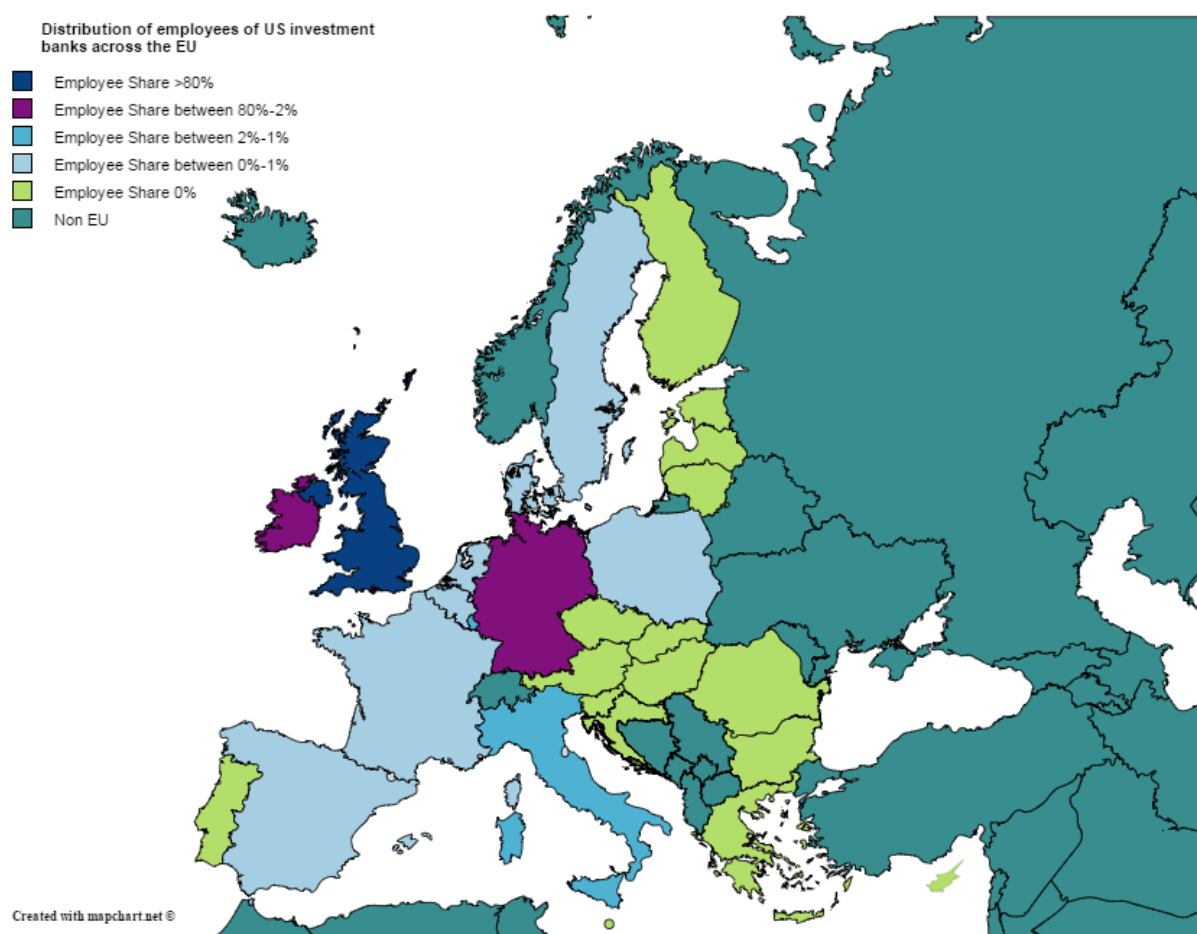 Distribution of employees of US investment
banks across the EU
Employee Share >80%
Employee Share between 80%-2%
Employee Share between 2%-1%
Employee Share between 0%-1%
Employee Share 0%
Non EU
Created with mapchart.net ©